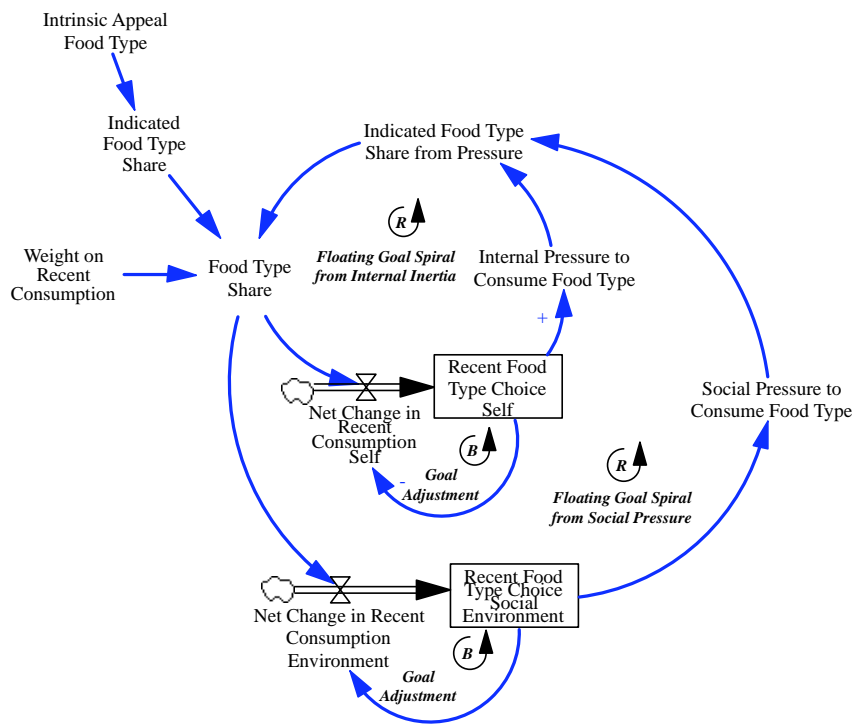 Intrinsic Appeal
Food Type
Indicated
Food Type
Share
Indicated Food Type
Share from Pressure
R
Floating Goal Spiral
from Internal Inertia
Internal Pressure to
Consume Food Type
Weight on
Recent
Consumption
Food Type
Share
+
Recent Food
Type Choice
Self
Net Change in
Recent
Consumption
Self
Social Pressure to
Consume Food Type
B
Goal
Adjustment
-
R
Floating Goal Spiral
from Social Pressure
Recent Food
Type Choice
Social
Environment
Net Change in Recent
Consumption
Environment
B
Goal
Adjustment